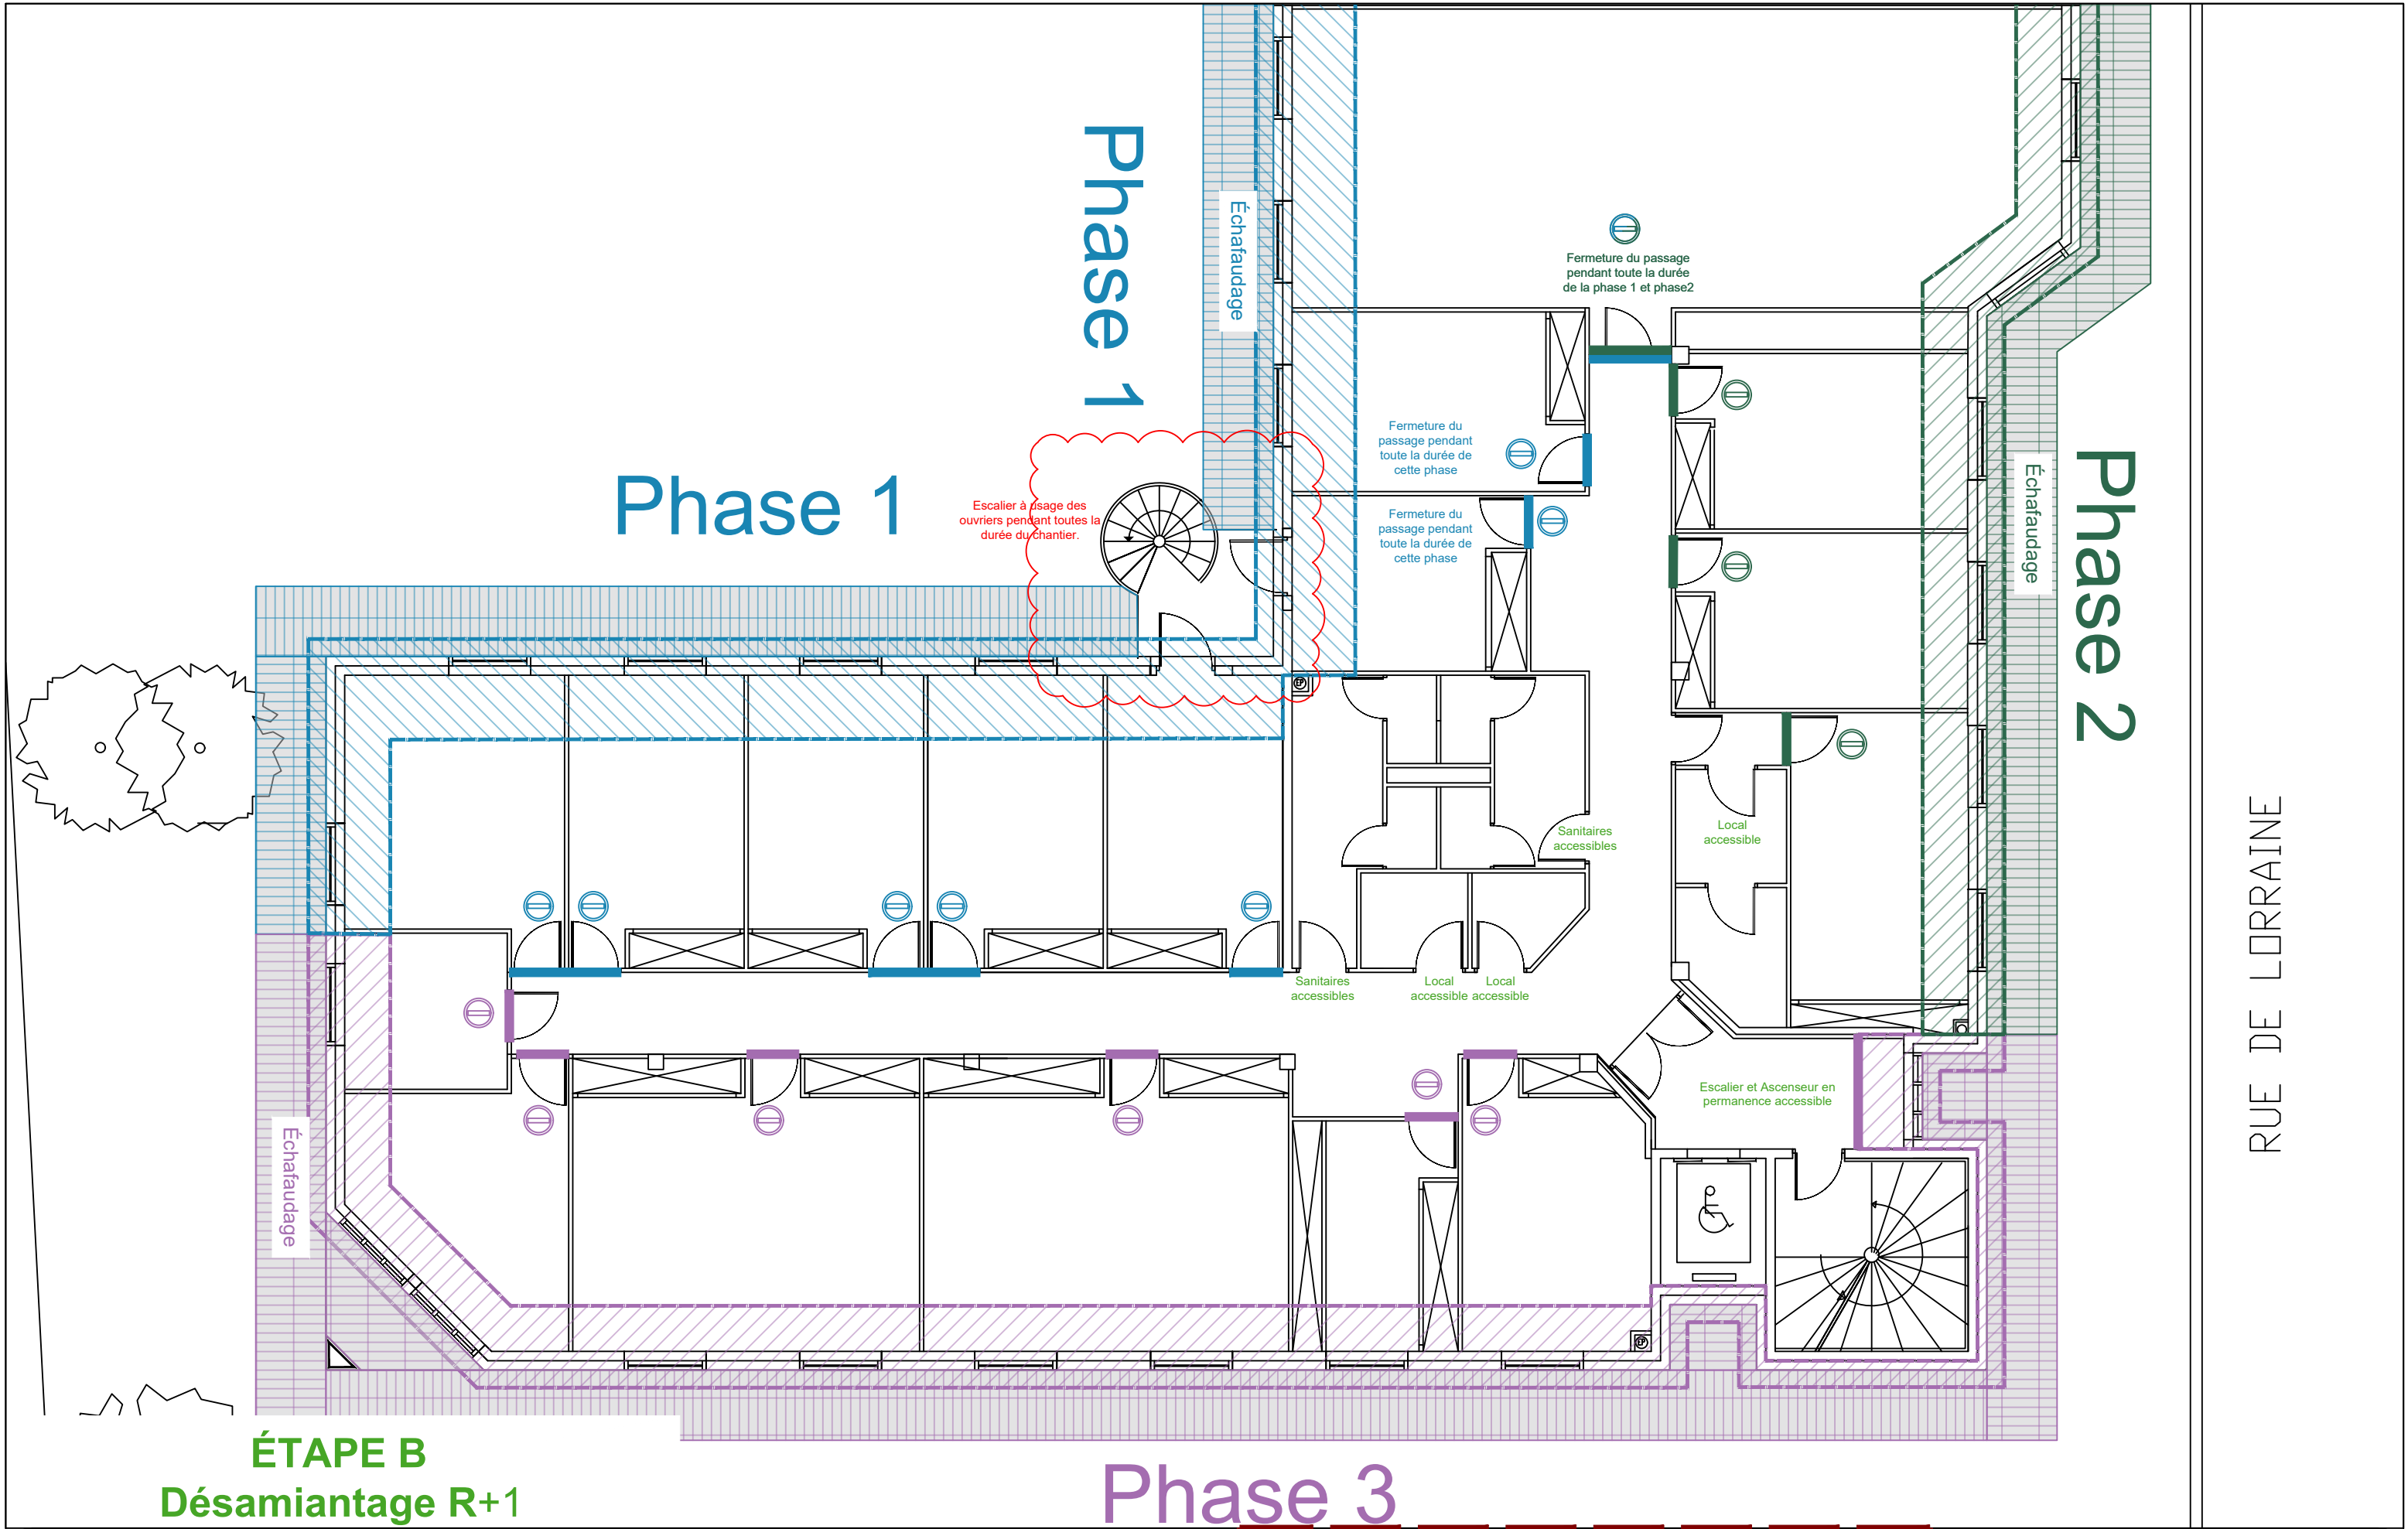 Phase 1
Échafaudage
Fermeture du passage
pendant toute la durée
de la phase 1 et phase2
Fermeture du
passage pendant
toute la durée de
cette phase
Phase 1
Escalier à usage des
ouvriers pendant toutes la
durée du chantier.
Fermeture du
passage pendant
toute la durée de
cette phase
Échafaudage
Phase 2
Sanitaires
accessibles
Local
accessible
RUE DE LORRAINE
Sanitaires
accessibles
Local
accessible
Local
accessible
Escalier et Ascenseur en
permanence accessible
Échafaudage
ÉTAPE B
Désamiantage R+1
Phase 3